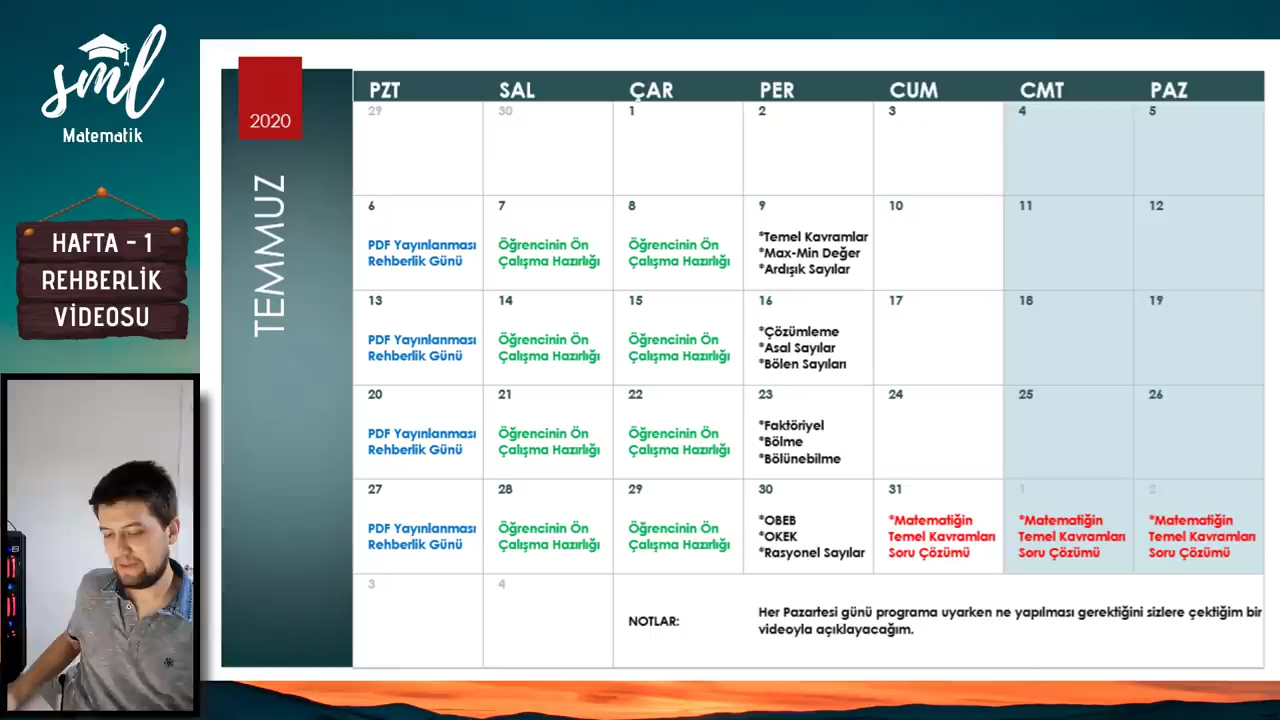 sml
Matematik
HAFTA - 1
REHBERLİK
VİDEOSU
2020
TEMMUZ
PZT SAL ÇAR PER CUM CMT PAZ
29 30 1 2 3 4 5
6 7 8 9 10 11 12
PDF Yayınlanması
Rehberlik Günü
Öğrencinin Ön
Çalışma Hazırlığı
Öğrencinin Ön
Çalışma Hazırlığı
*Temel Kavramlar
*Max-Min Değer
*Ardışık Sayılar
13 14 15 16 17 18 19
PDF Yayınlanması
Rehberlik Günü
Öğrencinin Ön
Çalışma Hazırlığı
Öğrencinin Ön
Çalışma Hazırlığı
*Çözümleme
*Asal Sayılar
*Bölen Sayıları
20 21 22 23 24 25 26
PDF Yayınlanması
Rehberlik Günü
Öğrencinin Ön
Çalışma Hazırlığı
Öğrencinin Ön
Çalışma Hazırlığı
*Faktöriyel
*Bölme
*Bölünebilme
27 28 29 30 31 1 2
PDF Yayınlanması
Rehberlik Günü
Öğrencinin Ön
Çalışma Hazırlığı
Öğrencinin Ön
Çalışma Hazırlığı
*OBEB
*OKEK
*Rasyonel Sayılar
*Matematiğin
Temel Kavramları
Soru Çözümü
*Matematiğin
Temel Kavramları
Soru Çözümü
*Matematiğin
Temel Kavramları
Soru Çözümü
3 4
NOTLAR:
Her Pazartesi günü programa uyarken ne yapılması gerektiğini sizlere çektiğim bir
videoyla açıklayacağım.